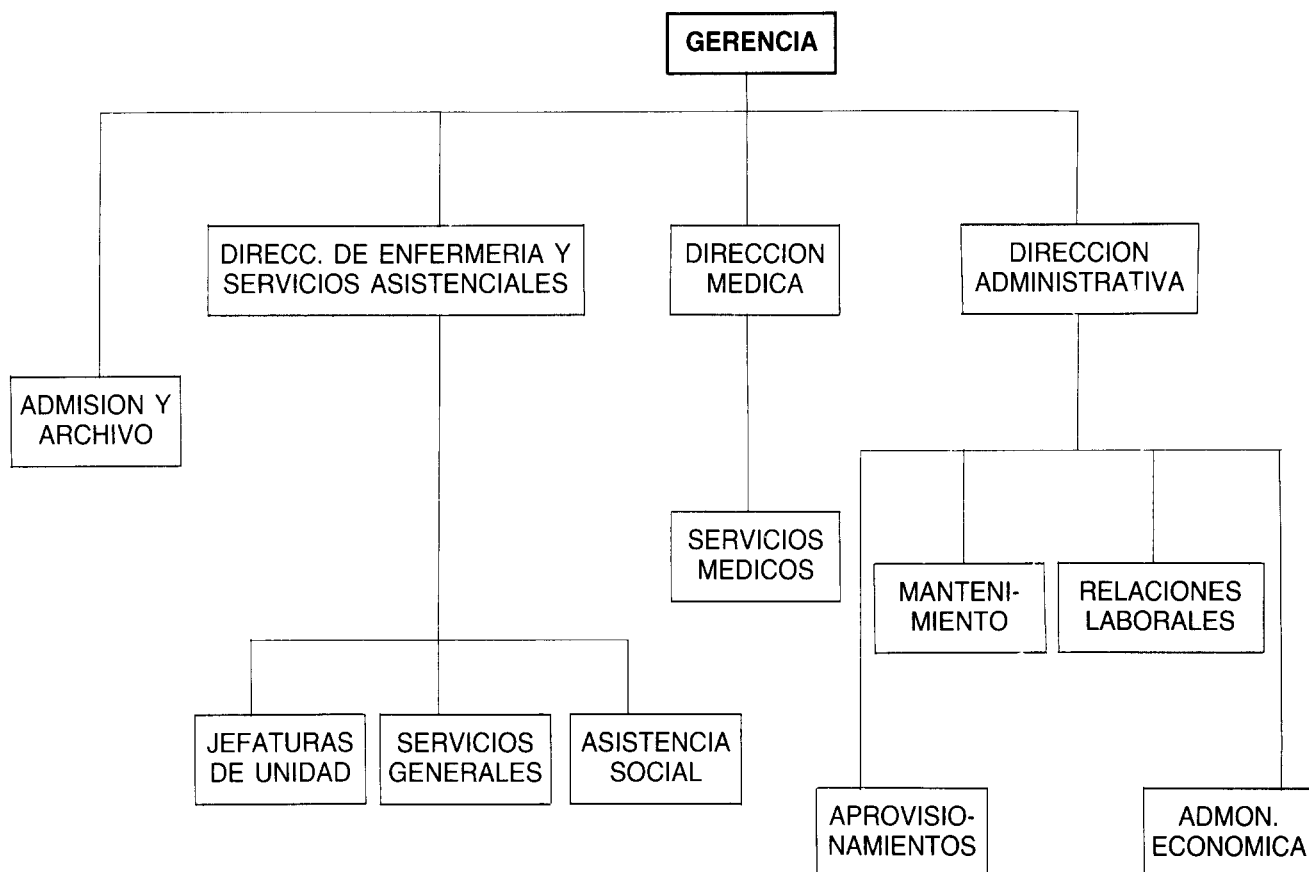 GERENCIA
DIRECC. DE ENFERMERIA Y
SERVICIOS ASISTENCIALES
DIRECCION
MEDICA
DIRECCION
ADMINISTRATIVA
ADMISION Y
ARCHIVO
SERVICIOS
MEDICOS
MANTENI-
MIENTO
RELACIONES
LABORALES
JEFATURAS
DE UNIDAD
SERVICIOS
GENERALES
ASISTENCIA
SOCIAL
APROVISIO-
NAMIENTOS
ADMON.
ECONOMICA